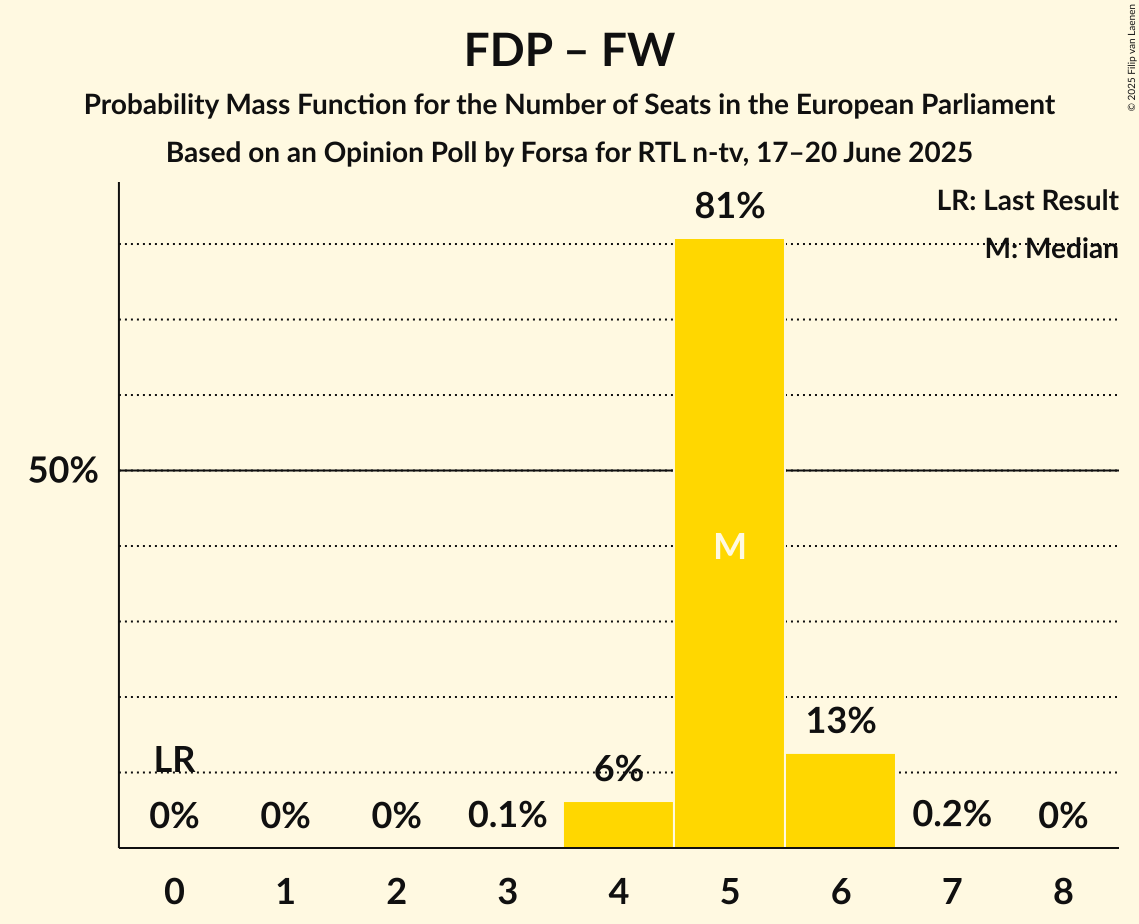 FDP – FW
Probability Mass Function for the Number of Seats in the European Parliament
Based on an Opinion Poll by Forsa for RTL n-tv, 17–20 June 2025
© 2025 Filip van Laenen
LR: Last Result
M: Median
81%
50%
M
13%
LR
6%
0% 0% 0% 0.1% 0.2% 0%
0 1 2 3 4 5 6 7 8